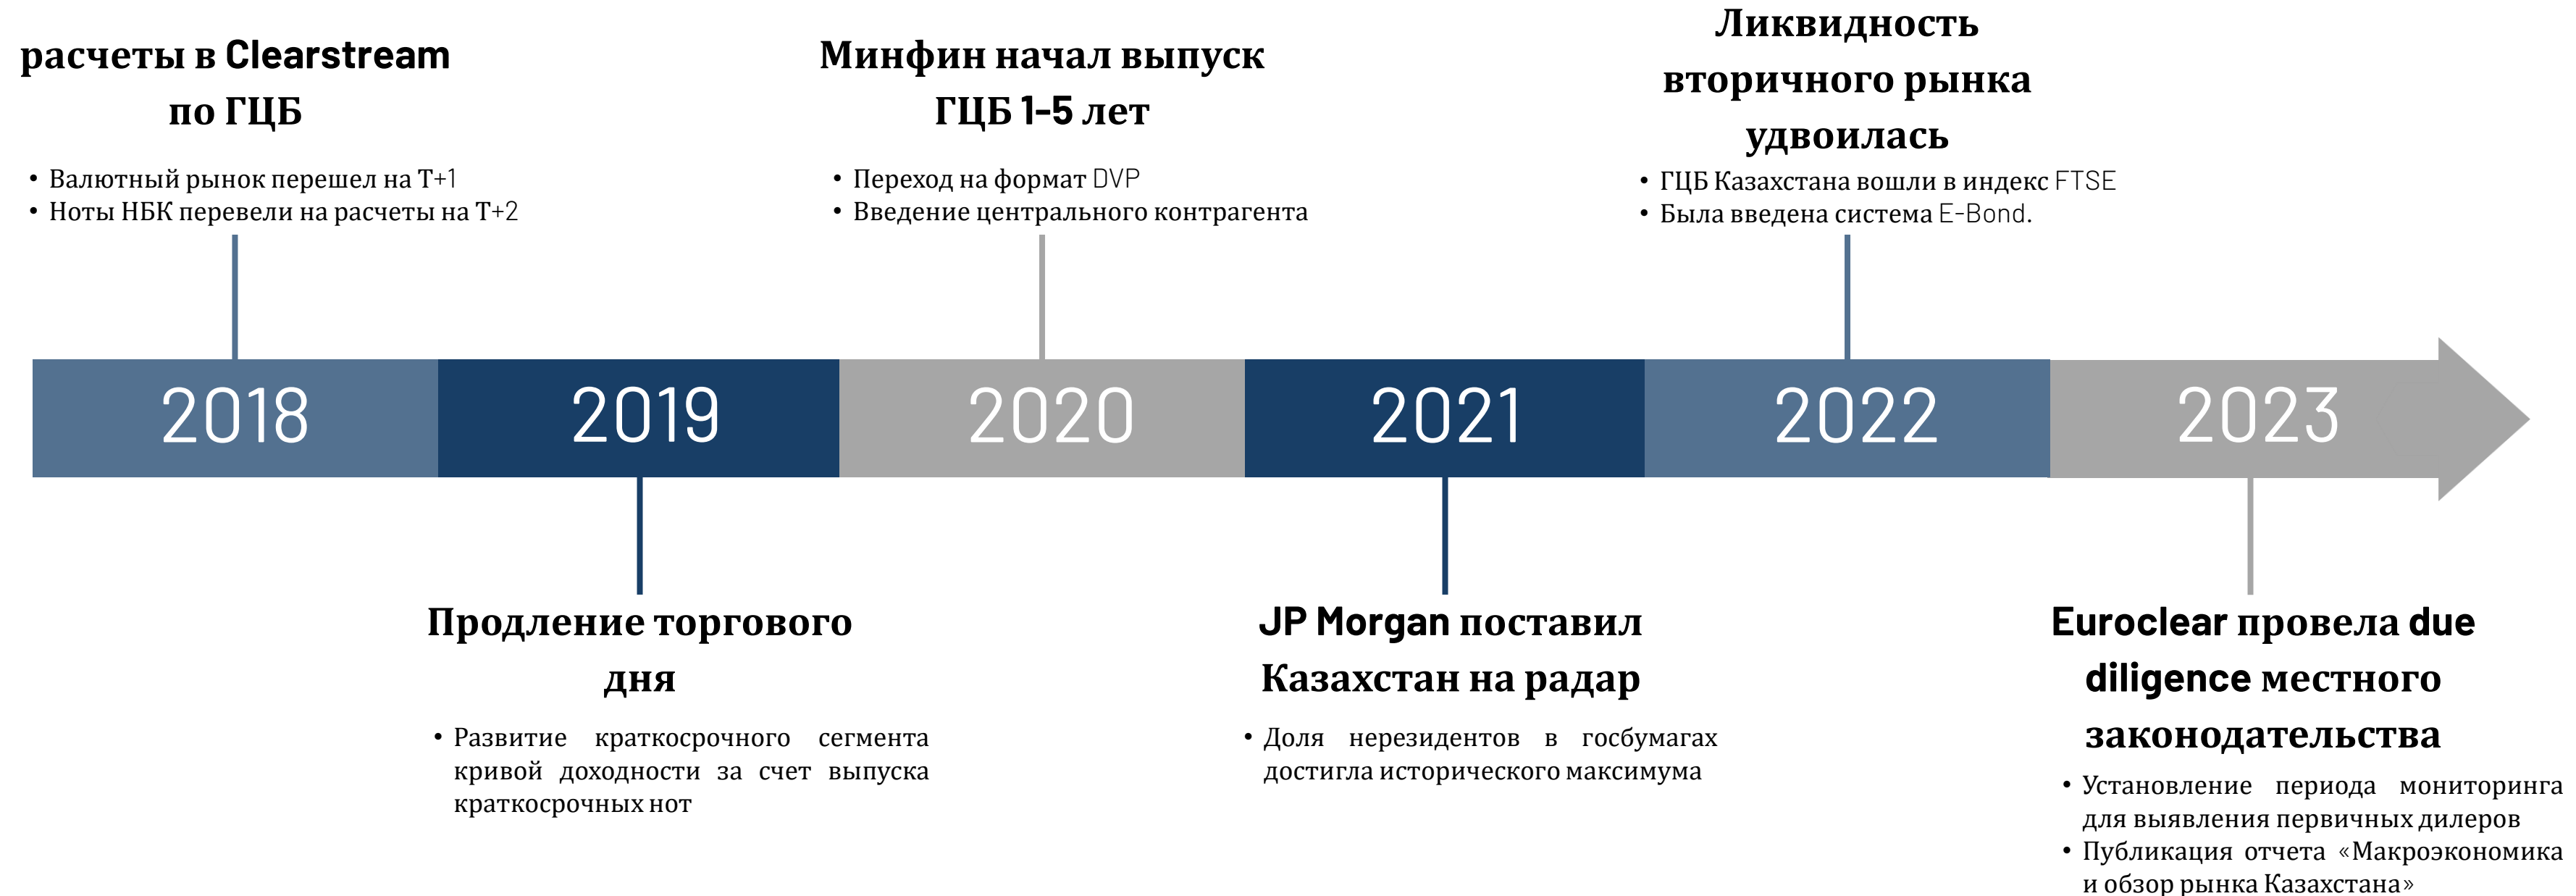 расчеты в Clearstream
по ГЦБ
• Валютный рынок перешел на Т+1
• Ноты НБК перевели на расчеты на Т+2
Минфин начал выпуск
ГЦБ 1-5 лет
• Переход на формат DVP
• Введение центрального контрагента
Ликвидность
вторичного рынка
удвоилась
• ГЦБ Казахстана вошли в индекс FTSE
• Была введена система E-Bond.
2018
2019
2020
2021
2022
2023
Продление торгового
дня
• Развитие краткосрочного сегмента
кривой доходности за счет выпуска
краткосрочных нот
JP Morgan поставил
Казахстан на радар
• Доля нерезидентов в госбумагах
достигла исторического максимума
Euroclear провела due
diligence местного
законодательства
• Установление периода мониторинга
для выявления первичных дилеров
• Публикация отчета «Макроэкономика
и обзор рынка Казахстана»